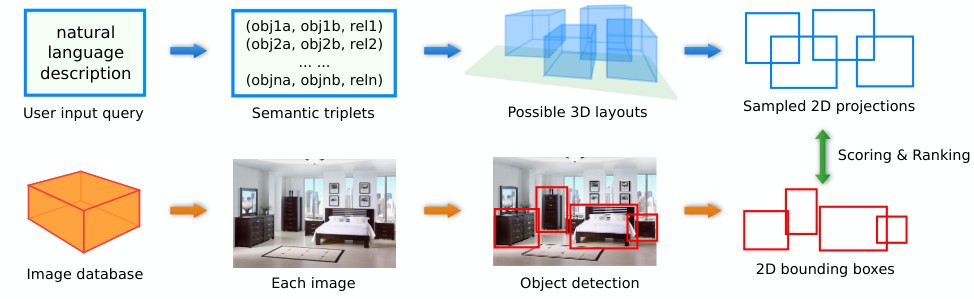 natural
language
description
User input query
(obj1a, obj1b, rel1)
(obj2a, obj2b, rel2)
... ...
(objna, objnb, reln)
Semantic triplets
Possible 3D layouts
Sampled 2D projections
Scoring & Ranking
Image database
Each image
Object detection
2D bounding boxes